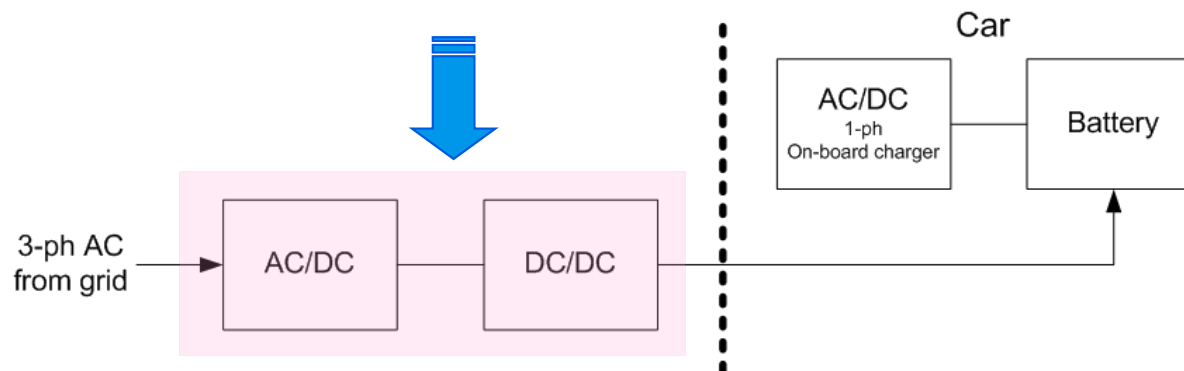 Car
AC/DC
1-ph
On-board charger
Battery
3-ph AC
from grid
AC/DC
DC/DC